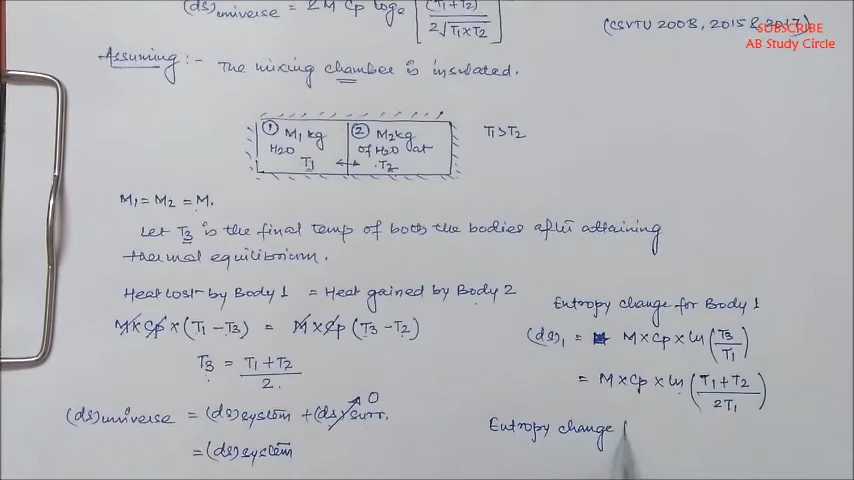 (ds)universe = 2 M Cp loge [(T1+T2) / 2√T1×T2]
(CSVTU 2008, 2015 & 2017)
SUBSCRIBE
AB Study Circle
Assuming :- The mixing chamber is insulated.
① M1 kg H2O T1
② M2 kg of H2O at T2
T1>T2
M1 = M2 = M.
Let T3 is the final temp of both the bodies after attaining
thermal equilibrium.
Heat lost by Body 1 = Heat gained by Body 2
M×Cp×(T1-T3) = M×Cp(T3-T2)
T3 = (T1+T2) / 2.
(ds)universe = (ds)system + (ds)surr. 0
= (ds)system
Entropy change for Body 1
(ds)1 = M×Cp×ln(T3/T1)
= M×Cp×ln(T1+T2 / 2T1)
Entropy change